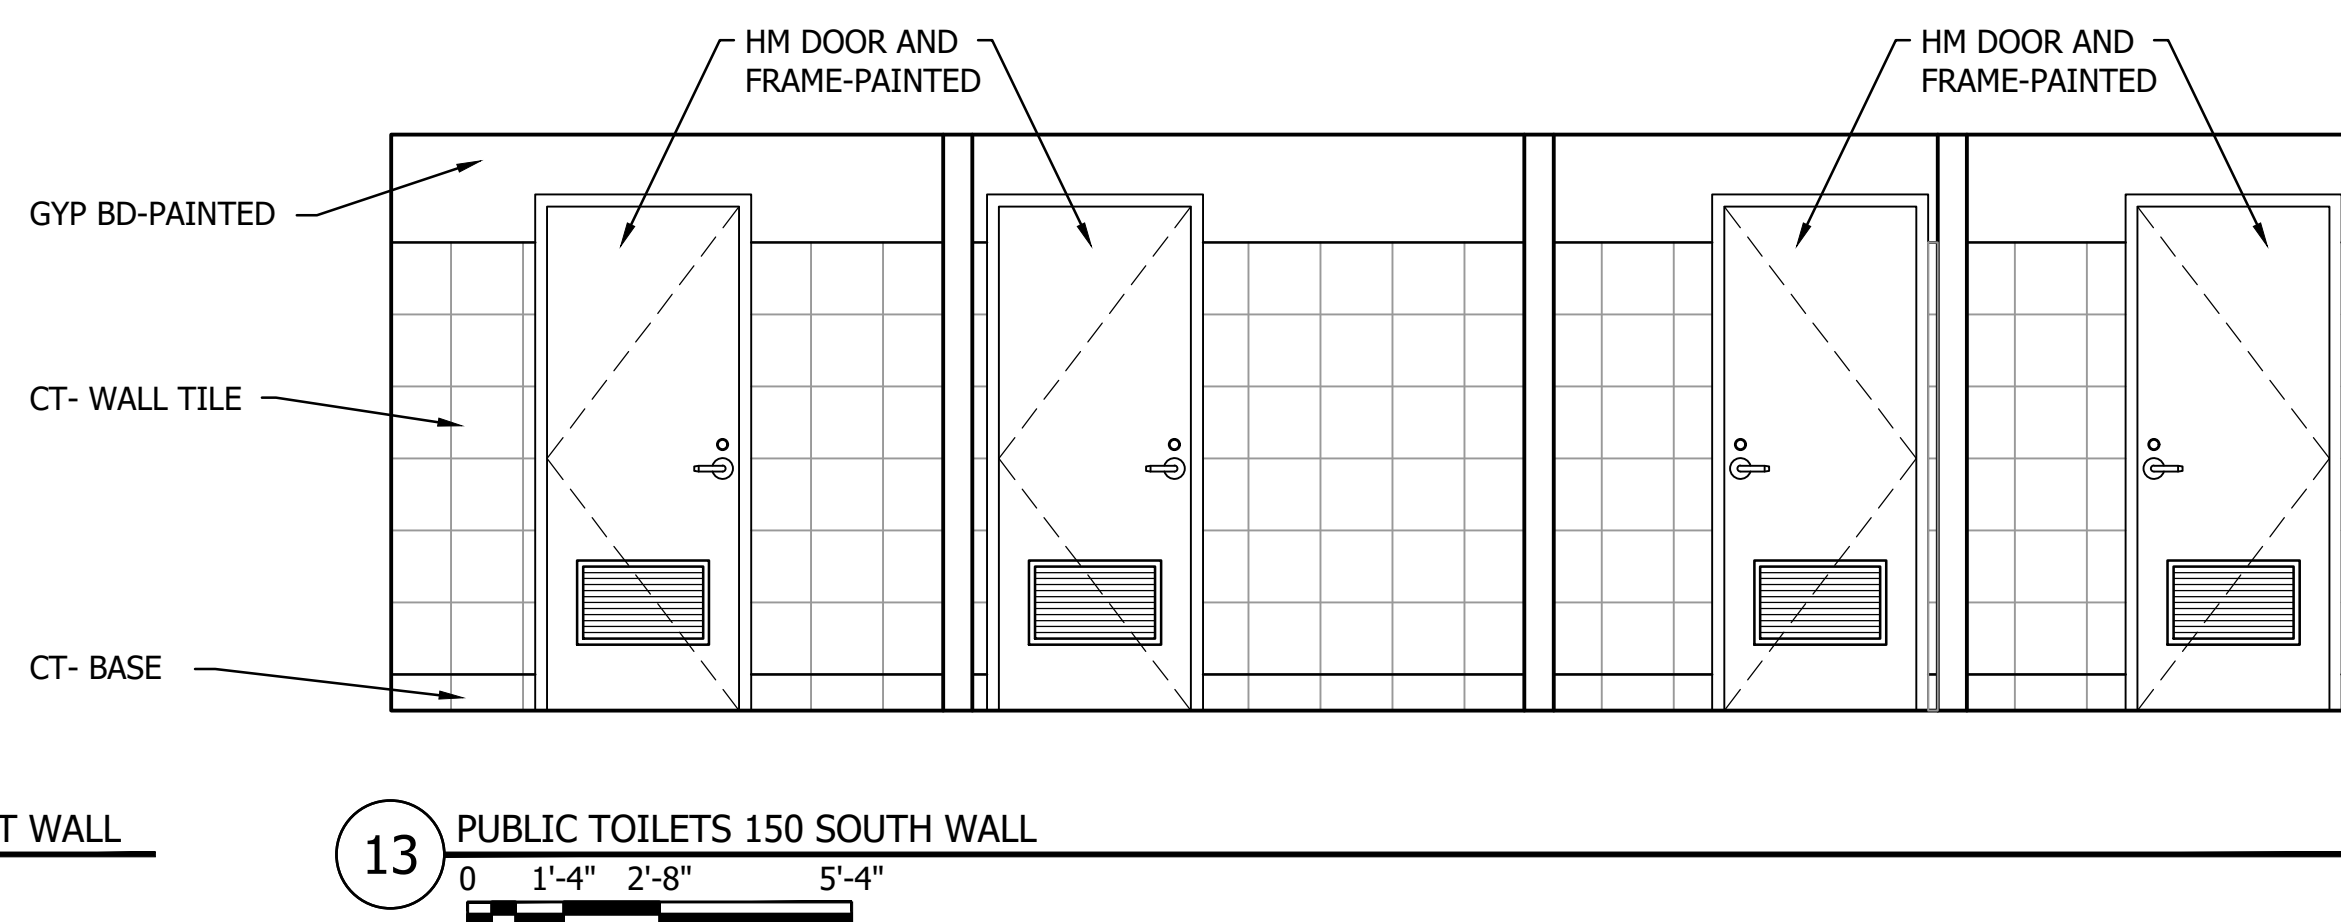 HM DOOR AND
FRAME-PAINTED
HM DOOR AND
FRAME-PAINTED
GYP BD-PAINTED
CT- WALL TILE
CT- BASE
T WALL
13
PUBLIC TOILETS 150 SOUTH WALL
0 1'-4" 2'-8" 5'-4"